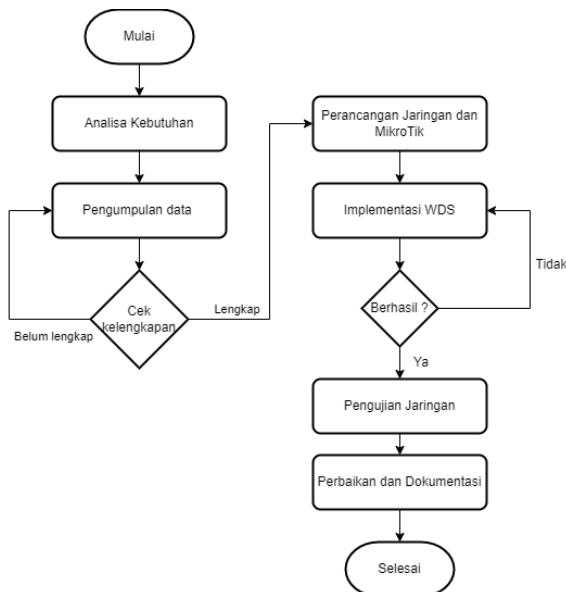 Mulai
Analisa Kebutuhan
Pengumpulan data
Cek
kelengkapan
Belum lengkap
Lengkap
Perancangan Jaringan dan
MikroTik
Implementasi WDS
Berhasil ?
Tidak
Ya
Pengujian Jaringan
Perbaikan dan Dokumentasi
Selesai